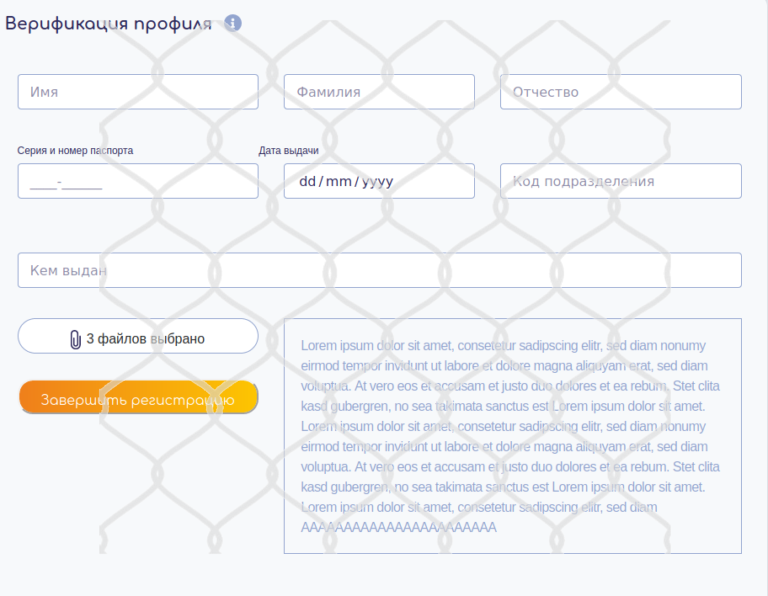 Верификация профиля
Имя
Фамилия
Отчество
Серия и номер паспорта
Дата выдачи
____-______
dd/mm/yyyy
Код подразделения
Кем выдан
3 файлов выбрано
Завершить регистрацию
Lorem ipsum dolor sit amet, consetetur sadipscing elitr, sed diam nonumy
eirmod tempor invidunt ut labore et dolore magna aliquyam erat, sed diam
voluptua. At vero eos et accusam et justo duo dolores et ea rebum. Stet clita
kasd gubergren, no sea takimata sanctus est Lorem ipsum dolor sit amet.
Lorem ipsum dolor sit amet, consetetur sadipscing elitr, sed diam nonumy
eirmod tempor invidunt ut labore et dolore magna aliquyam erat, sed diam
voluptua. At vero eos et accusam et justo duo dolores et ea rebum. Stet clita
kasd gubergren, no sea takimata sanctus est Lorem ipsum dolor sit amet.
Lorem ipsum dolor sit amet, consetetur sadipscing elitr, sed diam
AAAAAAAAAAAAAAAAAAAAAAA